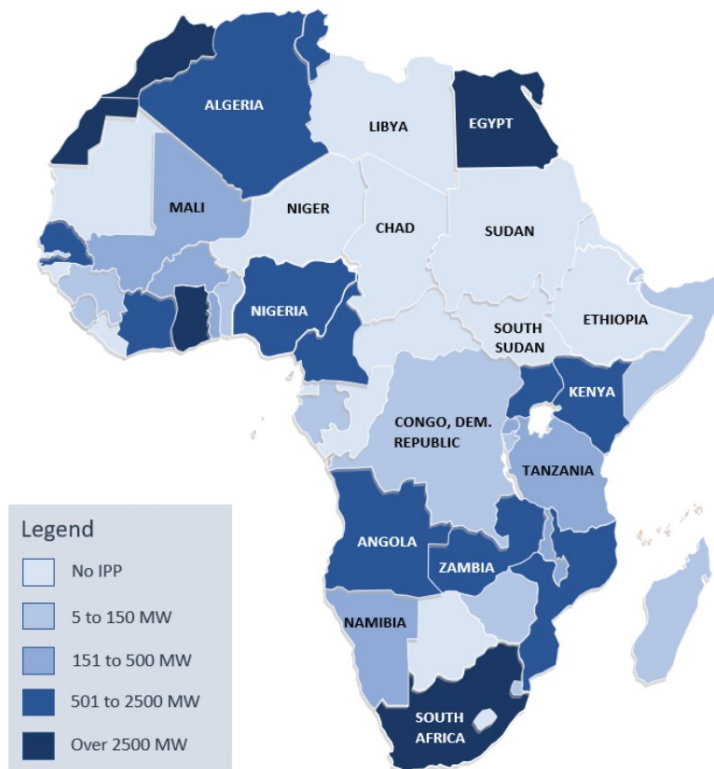 ALGERIA
LIBYA
EGYPT
MALI
NIGER
CHAD
SUDAN
NIGERIA
ETHIOPIA
SOUTH
SUDAN
KENYA
CONGO, DEM.
REPUBLIC
TANZANIA
ANGOLA
ZAMBIA
NAMIBIA
SOUTH
AFRICA
Legend
No IPP
5 to 150 MW
151 to 500 MW
501 to 2500 MW
Over 2500 MW